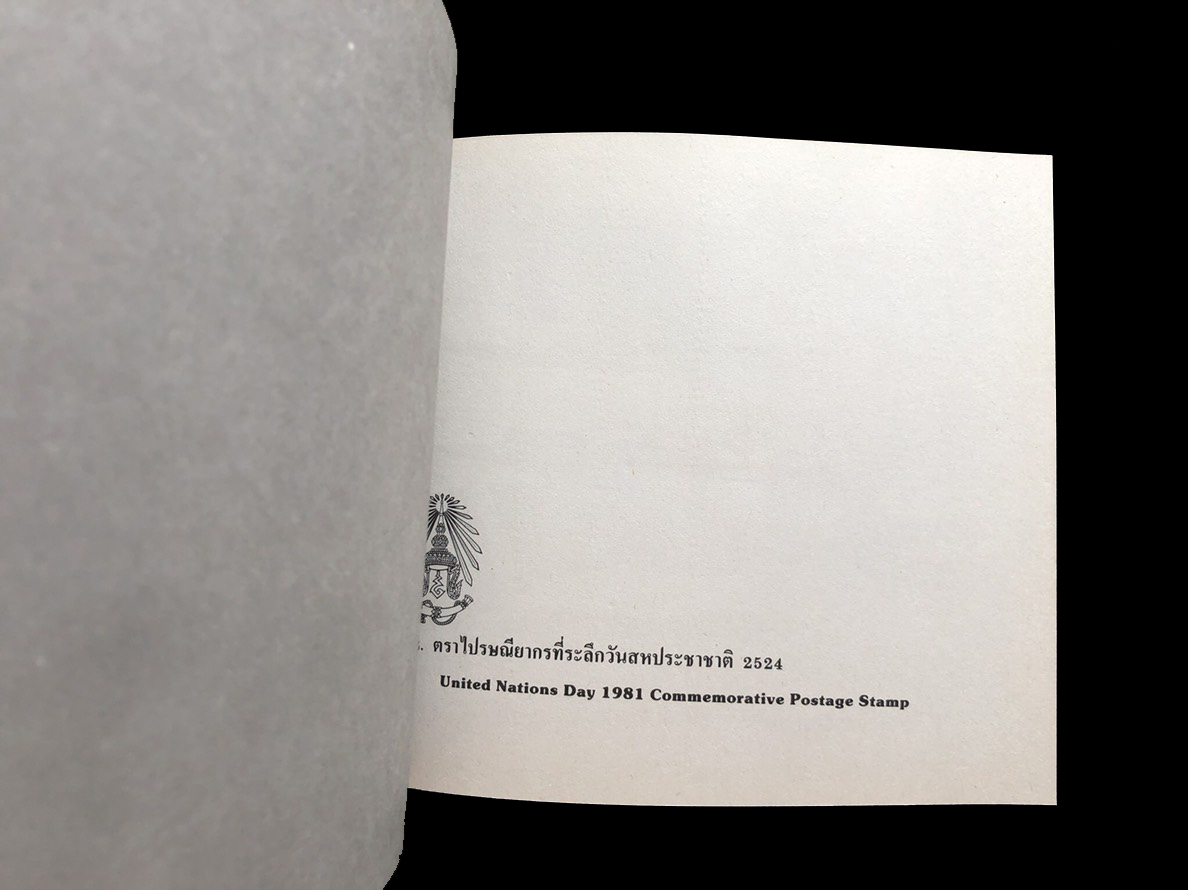 ตราไปรษณียากรที่ระลึกวันสหประชาชาติ 2524
United Nations Day 1981 Commemorative Postage Stamp